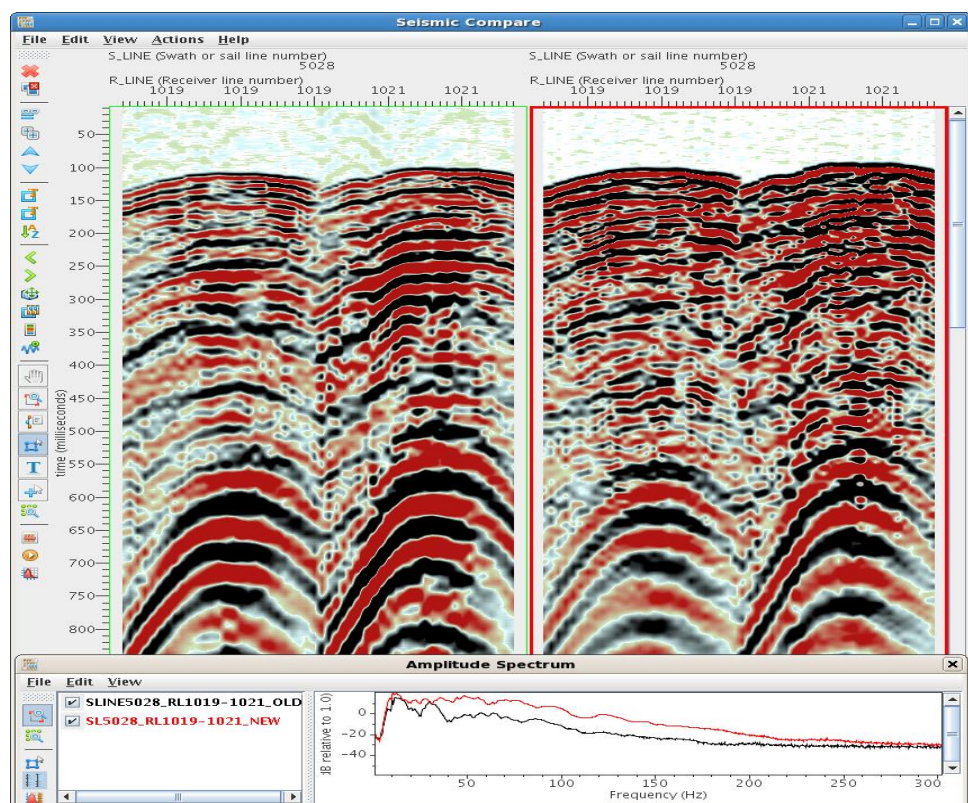 Seismic Compare
File Edit View Actions Help
S_LINE (Swath or sail line number)
5028
R_LINE (Receiver line number)
1019 1019 1019 1021 1021
S_LINE (Swath or sail line number)
5028
R_LINE (Receiver line number)
1019 1019 1019 1021 1021
time (milliseconds)
50
100
150
200
250
300
350
400
450
500
550
600
650
700
750
800
Amplitude Spectrum
File Edit View
SLINE5028_RL1019-1021_OLD
SL5028_RL1019-1021_NEW
dB relative to 1.0)
0
-20
-40
50 100 150 200 250 300
Frequency (Hz)